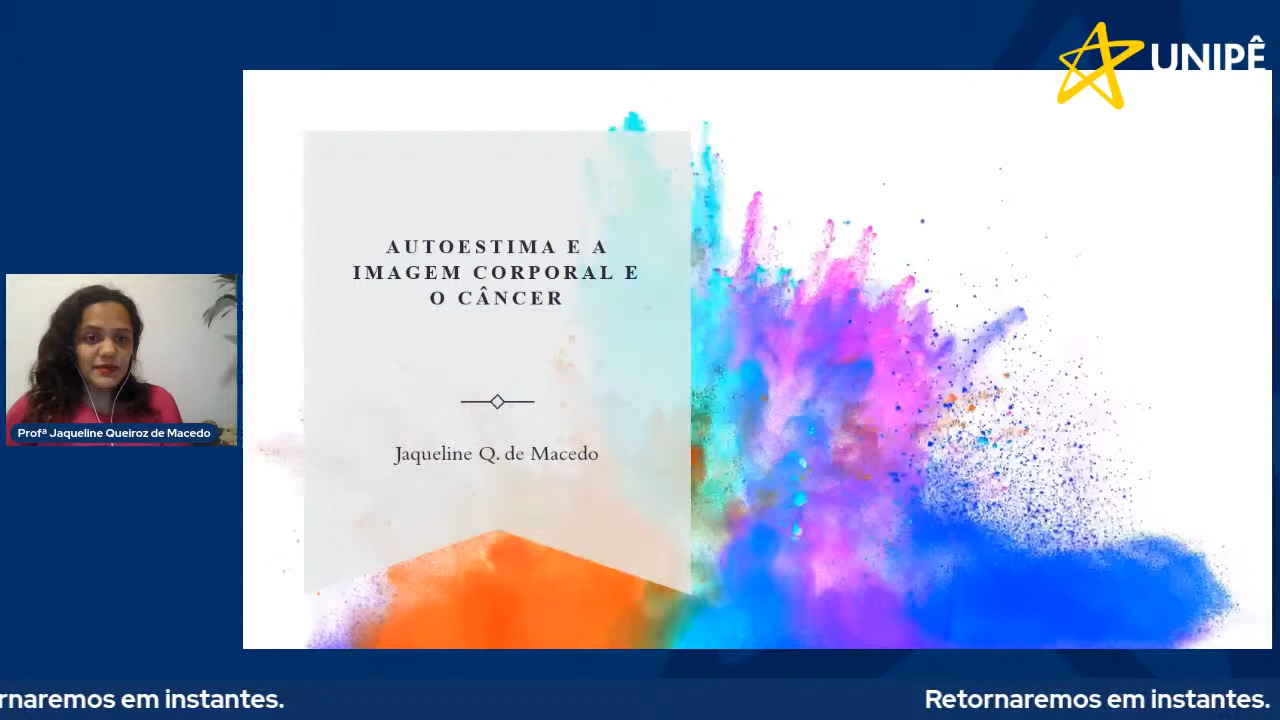 UNIPÊ
AUTOESTIMA E A
IMAGEM CORPORAL E
O CÂNCER
Jaqueline Q. de Macedo
Profª Jaqueline Queiroz de Macedo
rnaremos em instantes.
Retornaremos em instantes.